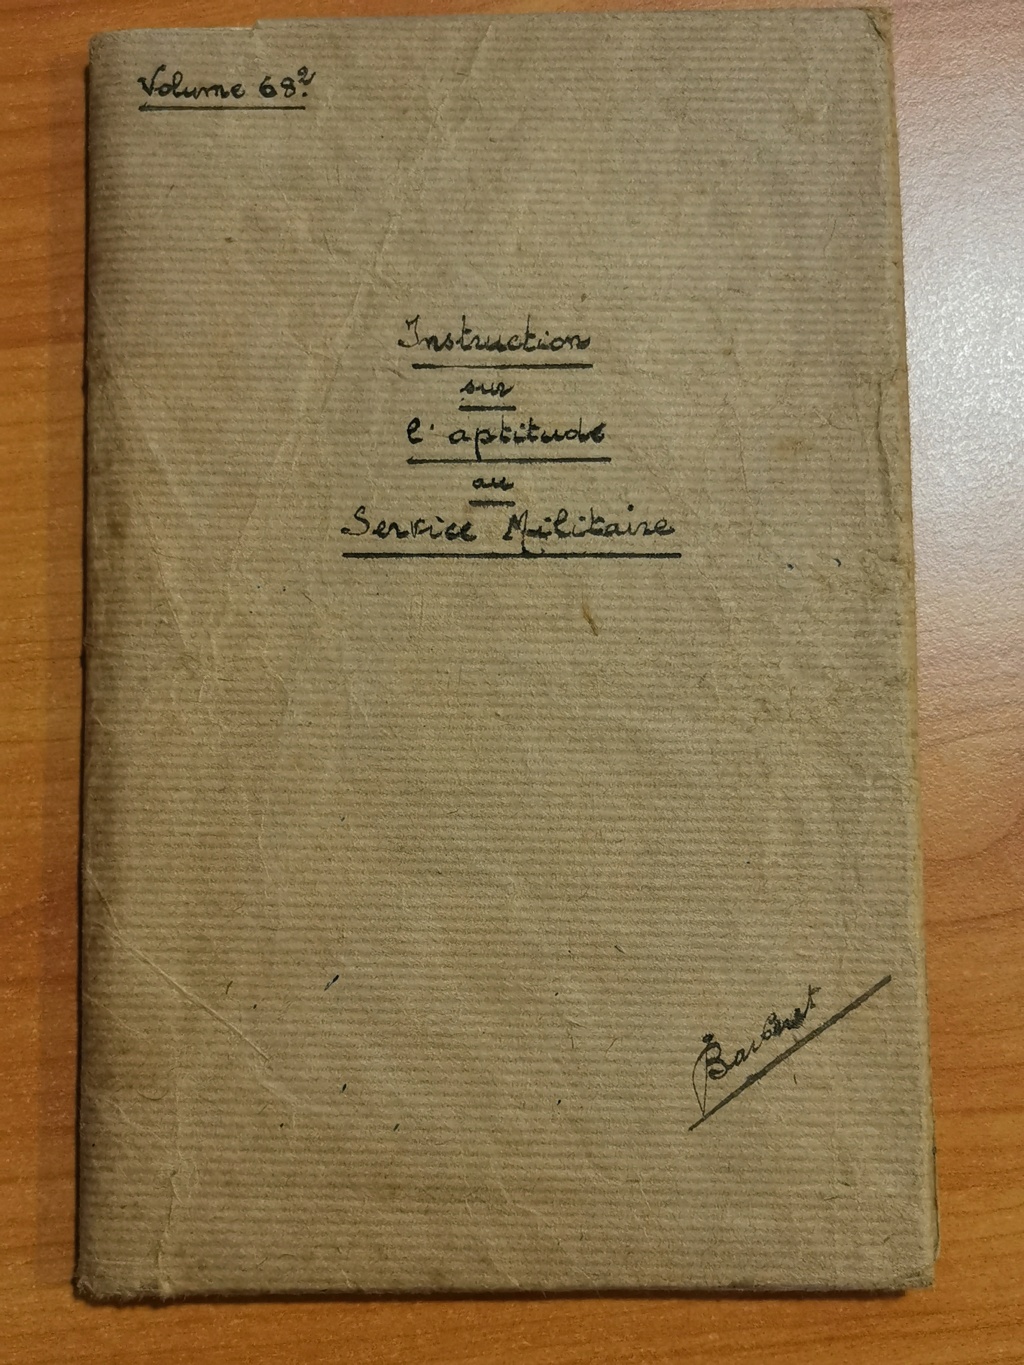 Volume 68²
Instruction
sur
l'aptitude
au
Service Militaire
Barbet